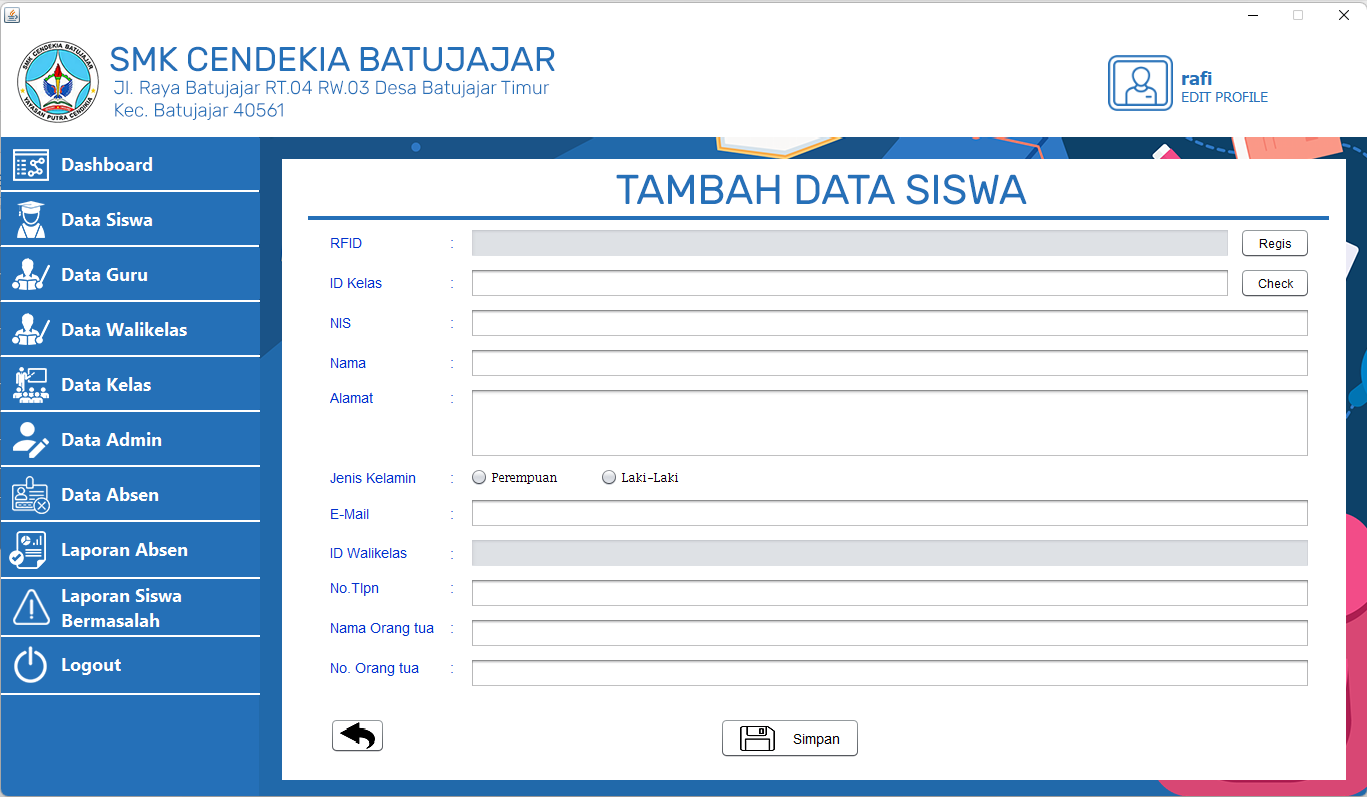 SMK CENDEKIA BATUJAJAR
YAYASAN PUTRA CENDIKIA
SMK CENDEKIA BATUJAJAR
Jl. Raya Batujajar RT.04 RW.03 Desa Batujajar Timur
Kec. Batujajar 40561
rafi
EDIT PROFILE
Dashboard
Data Siswa
Data Guru
Data Walikelas
Data Kelas
Data Admin
Data Absen
Laporan Absen
Laporan Siswa
Bermasalah
Logout
TAMBAH DATA SISWA
RFID : Regis
ID Kelas : Check
NIS :
Nama :
Alamat :
Jenis Kelamin : Perempuan Laki-Laki
E-Mail :
ID Walikelas :
No.Tlpn :
Nama Orang tua :
No. Orang tua :
Simpan